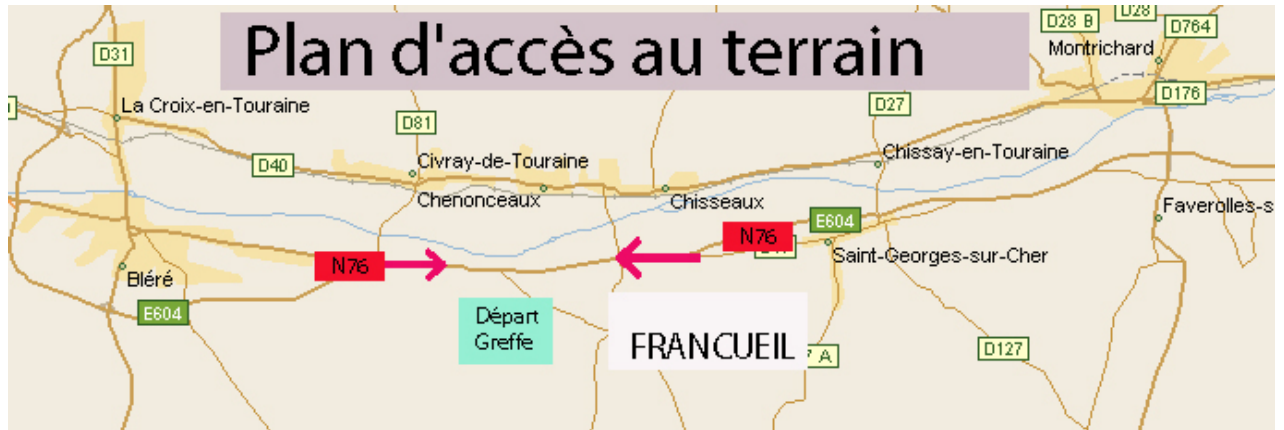 Plan d'accès au terrain
D28 B
D28
D764
D31
Montrichard
D176
La Croix-en-Touraine
D27
D81
D40
Civray-de-Touraine
Chissay-en-Touraine
Chenonceaux
Chisseaux
Faverolles-s
E604
N76
N76
Saint-Georges-sur-Cher
Bléré
E604
Départ
Greffe
FRANCUEIL
7 A
D127